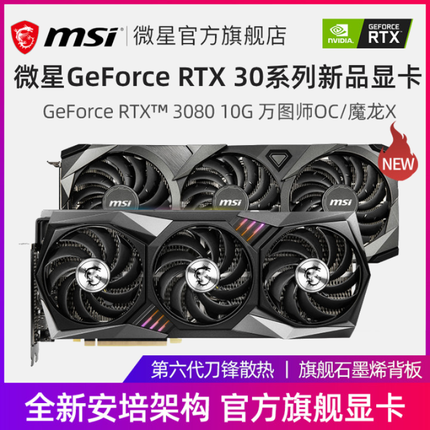 msi 微星官方旗舰店
NVIDIA
GEFORCE
RTX
微星GeForce RTX 30系列新品显卡
GeForce RTX™ 3080 10G 万图师OC/魔龙X
NEW
msi
msi
msi
第六代刀锋散热 | 旗舰石墨烯背板
全新安培架构 官方旗舰显卡